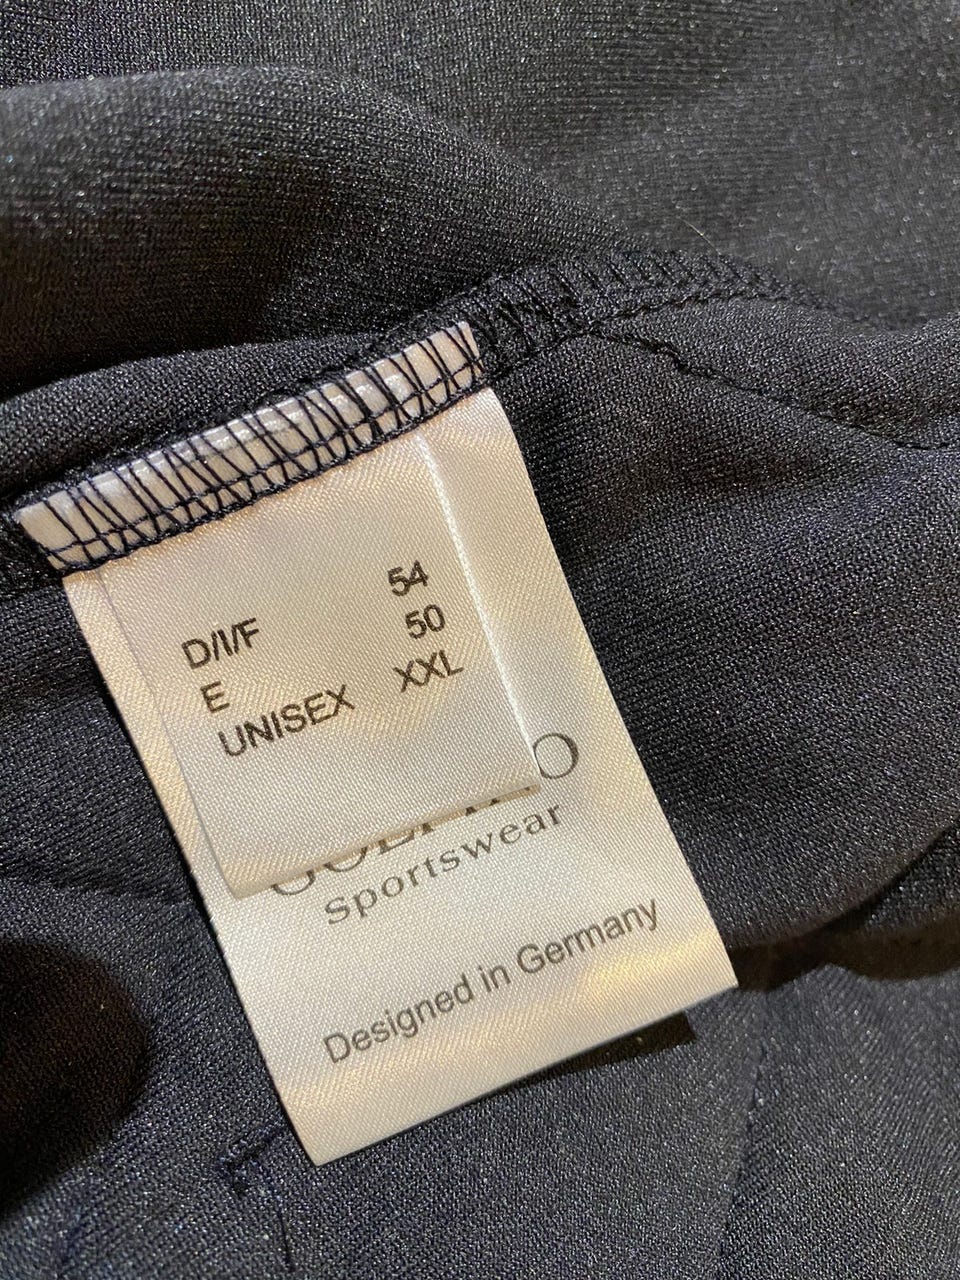 D/I/F 54
E 50
UNISEX XXL
Sportswear
Designed in Germany